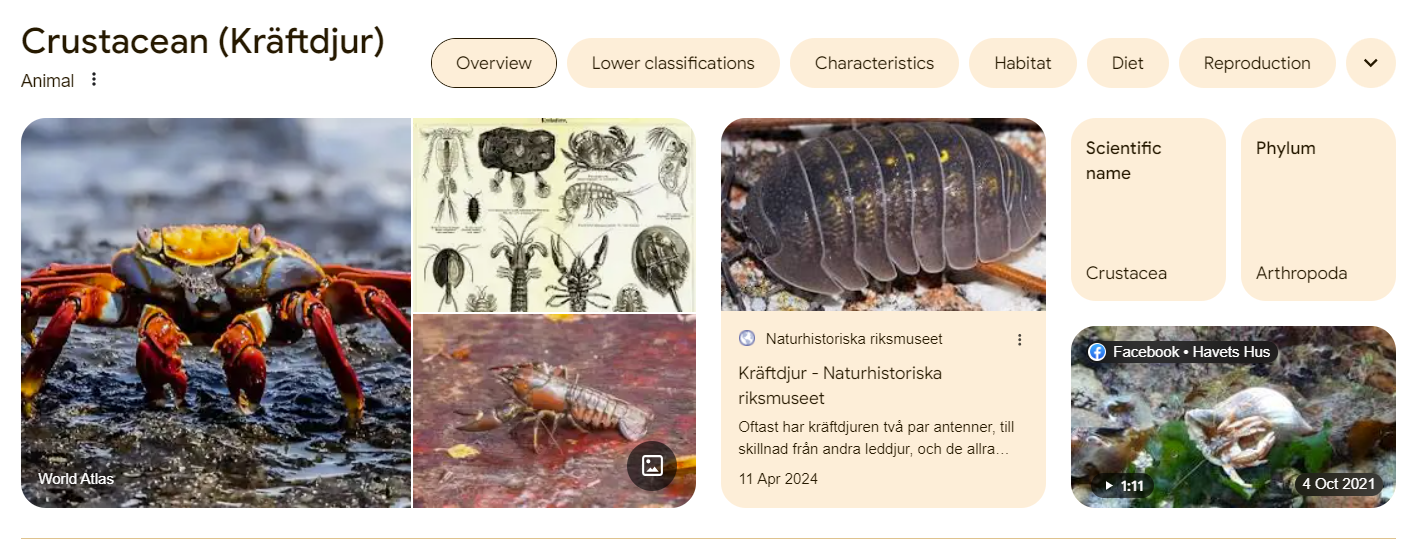 Crustacean (Kräftdjur)
Animal
Overview
Lower classifications
Characteristics
Habitat
Diet
Reproduction
World Atlas
Naturhistoriska riksmuseet
Kräftdjur - Naturhistoriska
riksmuseet
Oftast har kräftdjuren två par antenner, till
skillnad från andra leddjur, och de allra...
11 Apr 2024
Scientific
name
Crustacea
Phylum
Arthropoda
Facebook • Havets Hus
1:11
4 Oct 2021